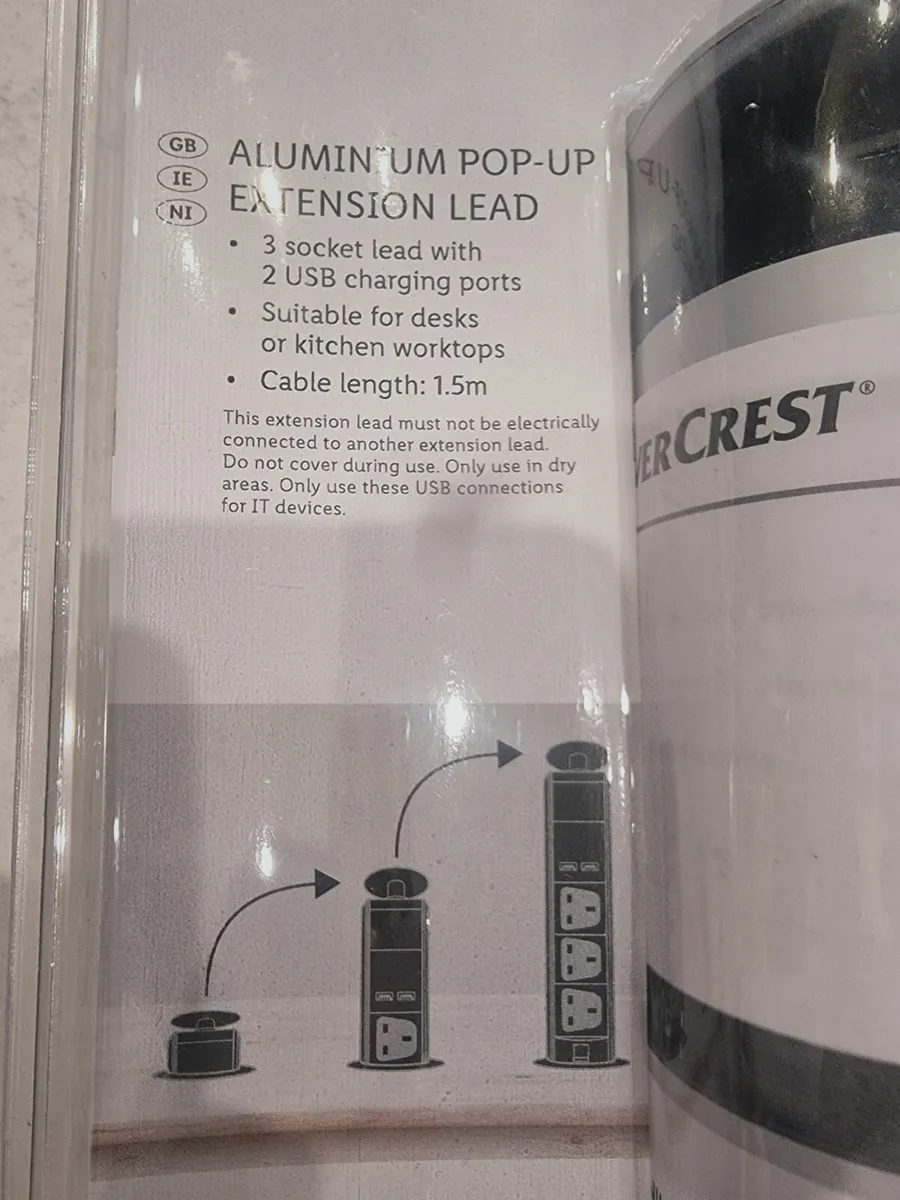 GB
IE
NI
ALUMINIUM POP-UP
EXTENSION LEAD
• 3 socket lead with
2 USB charging ports
• Suitable for desks
or kitchen worktops
• Cable length: 1.5m
This extension lead must not be electrically
connected to another extension lead.
Do not cover during use. Only use in dry
areas. Only use these USB connections
for IT devices.
VERCREST®